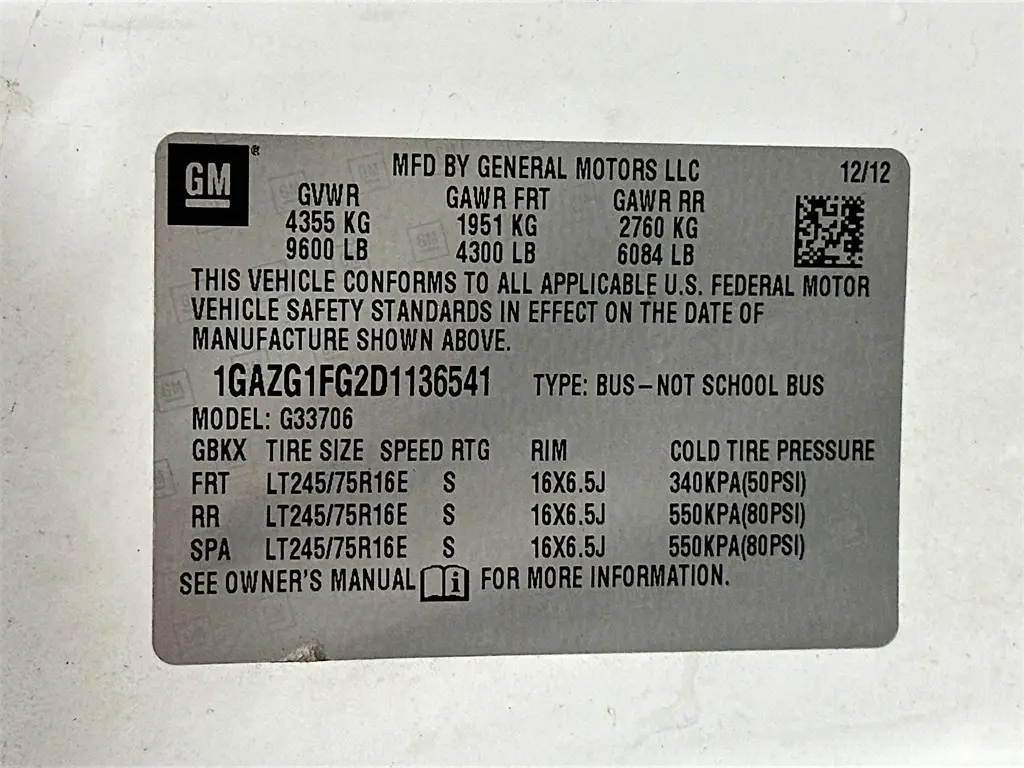 GM® MFD BY GENERAL MOTORS LLC 12/12
GVWR GAWR FRT GAWR RR
4355 KG 1951 KG 2760 KG
9600 LB 4300 LB 6084 LB
THIS VEHICLE CONFORMS TO ALL APPLICABLE U.S. FEDERAL MOTOR
VEHICLE SAFETY STANDARDS IN EFFECT ON THE DATE OF
MANUFACTURE SHOWN ABOVE.
1GAZG1FG2D1136541 TYPE: BUS – NOT SCHOOL BUS
MODEL: G33706
GBKX TIRE SIZE SPEED RTG RIM COLD TIRE PRESSURE
FRT LT245/75R16E S 16X6.5J 340KPA(50PSI)
RR LT245/75R16E S 16X6.5J 550KPA(80PSI)
SPA LT245/75R16E S 16X6.5J 550KPA(80PSI)
SEE OWNER'S MANUAL i FOR MORE INFORMATION.